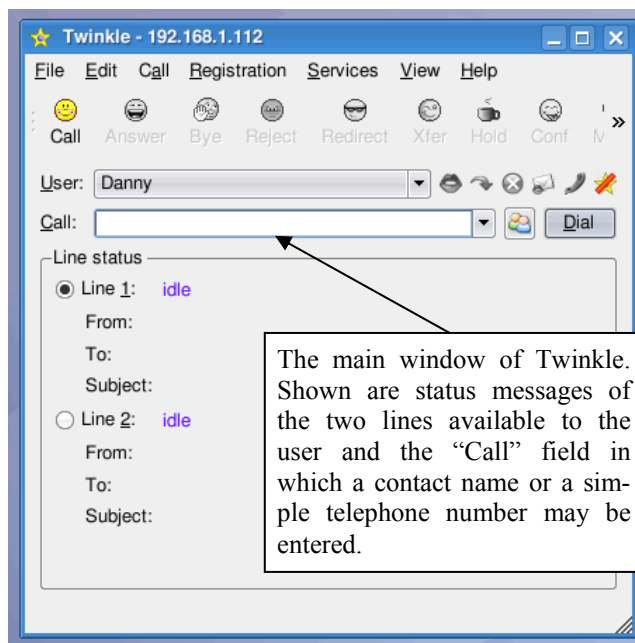 Twinkle - 192.168.1.112
File Edit Call Registration Services View Help
Call Answer Bye Reject Redirect Xfer Hold Conf »
User: Danny
Call: Dial
Line status
Line 1: idle
From:
To:
Subject:
Line 2: idle
From:
To:
Subject:
The main window of Twinkle.
Shown are status messages of
the two lines available to the
user and the “Call” field in
which a contact name or a sim-
ple telephone number may be
entered.